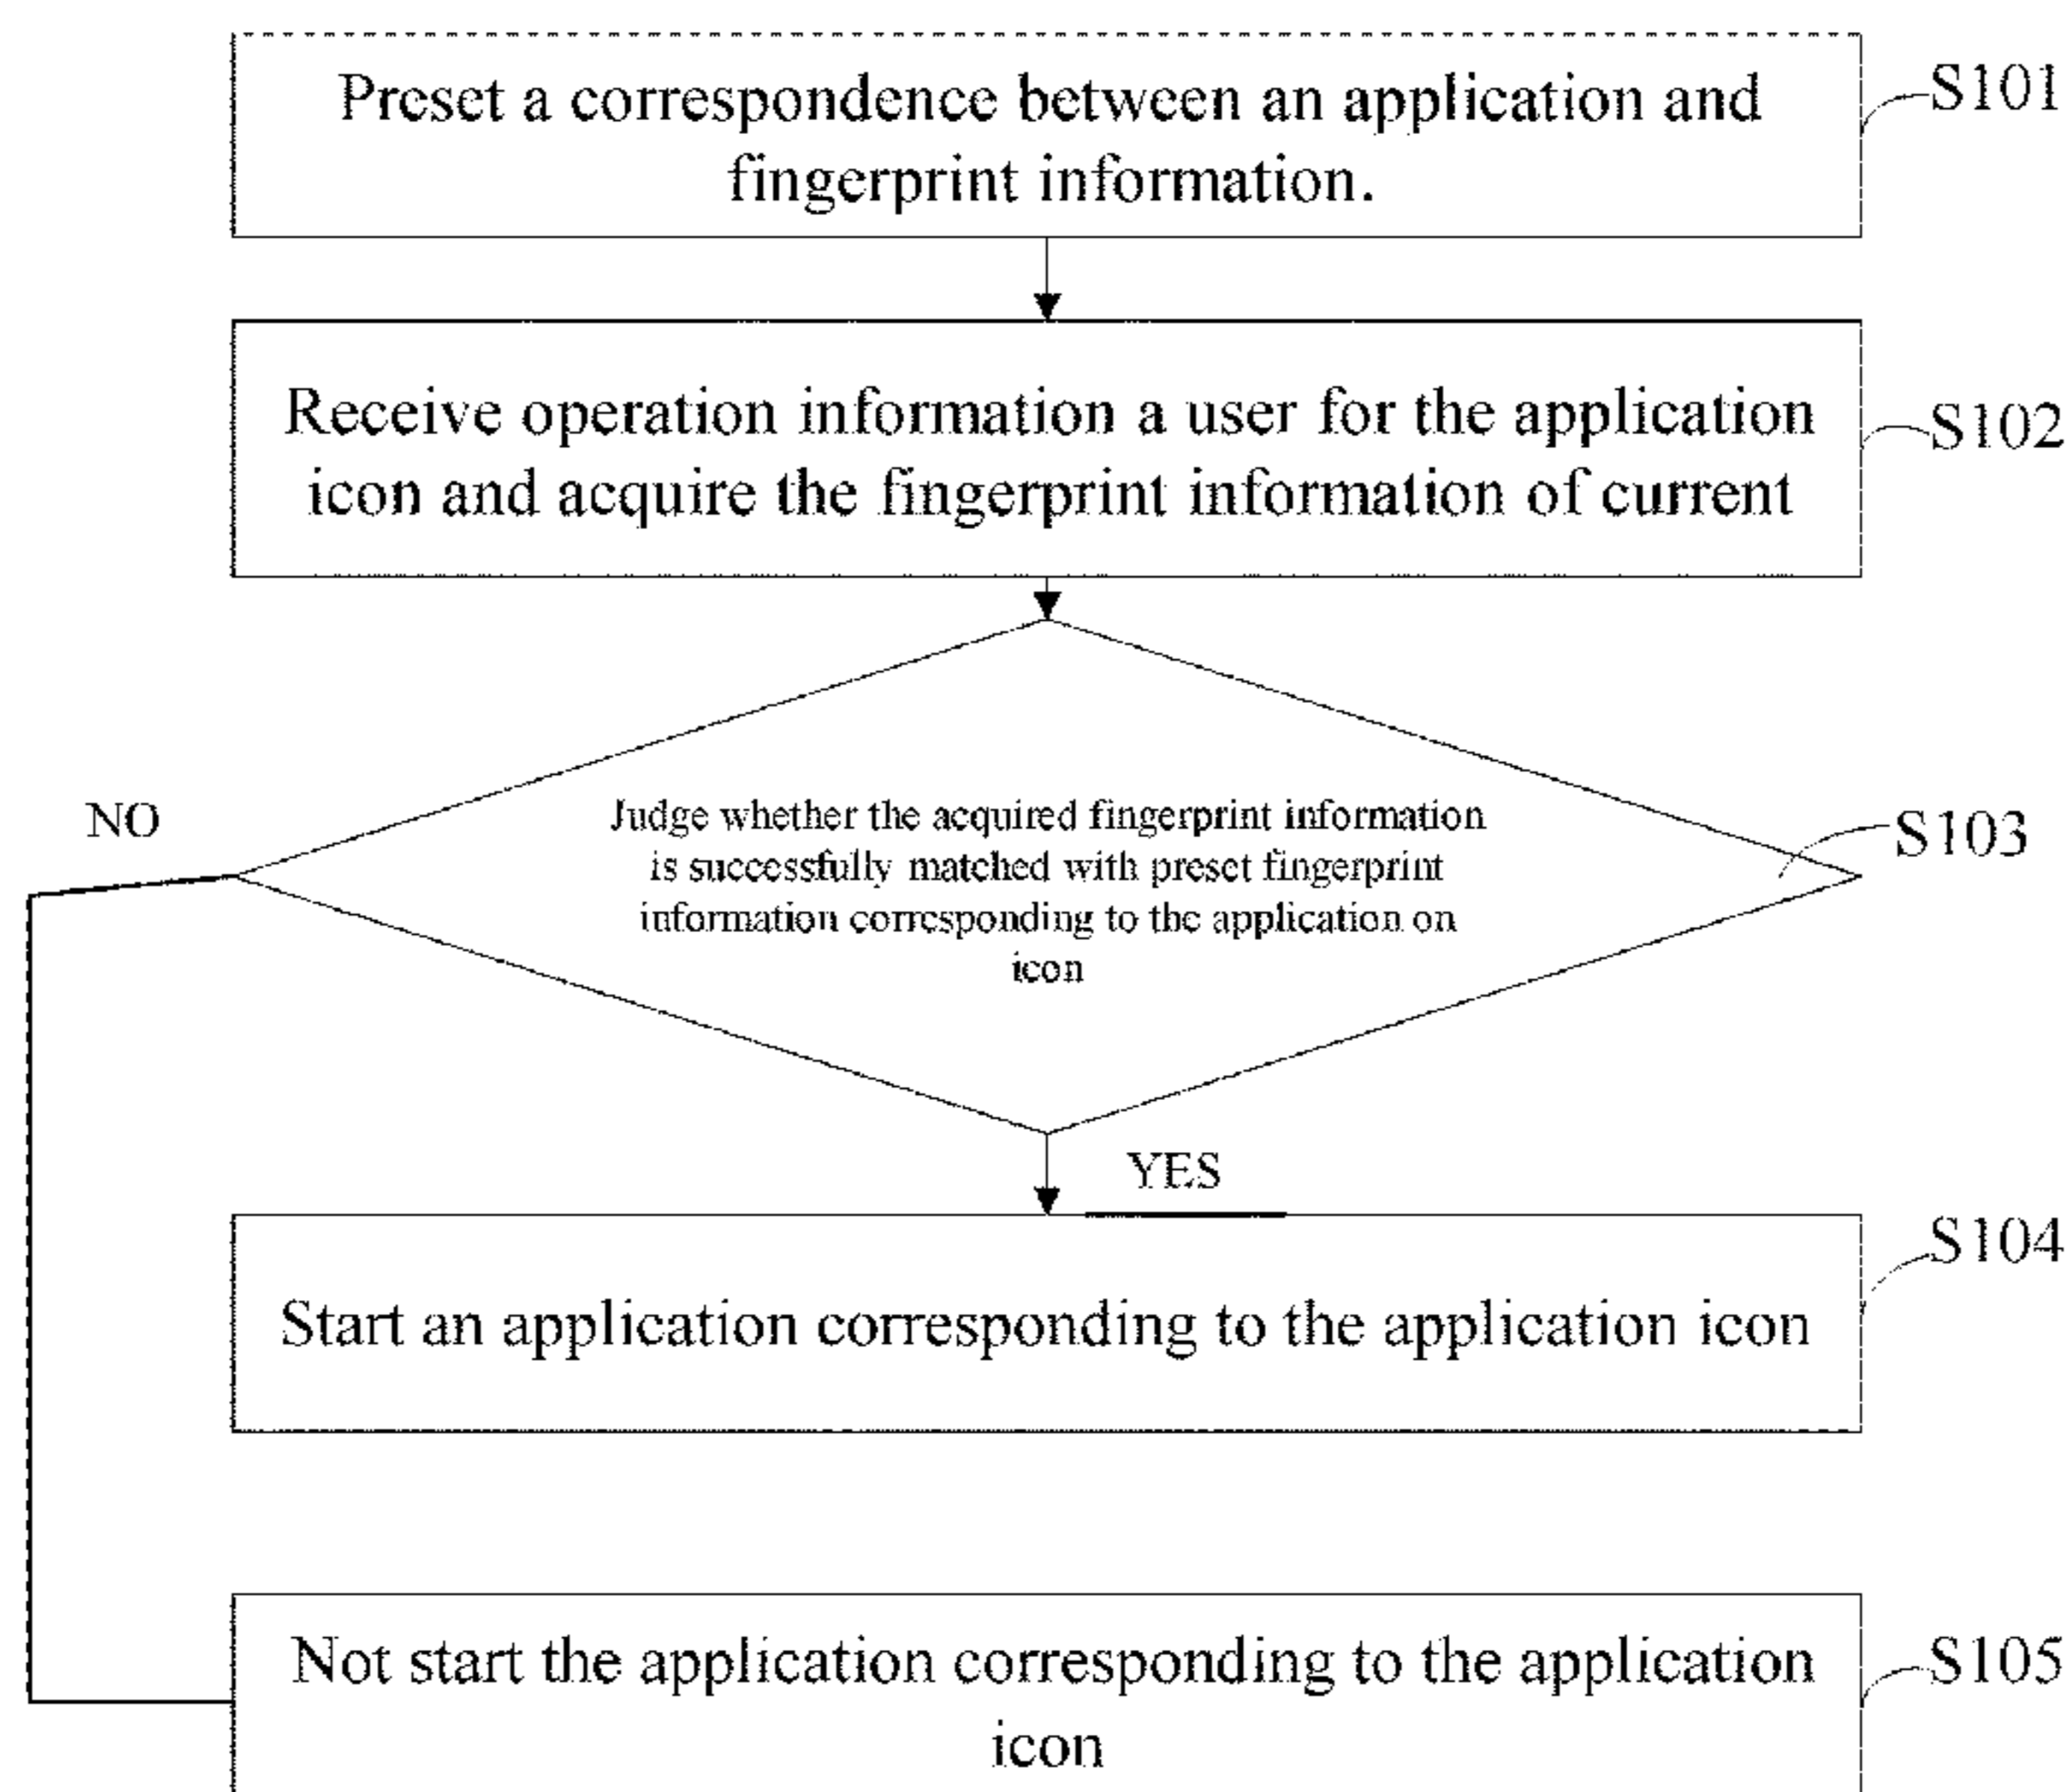 Preset a correspondence between an application and
fingerprint information.
S101
Receive operation information a user for the application
icon and acquire the fingerprint information of current
S102
NO
Judge whether the acquired fingerprint information
is successfully matched with preset fingerprint
information corresponding to the application on
icon
S103
YES
Start an application corresponding to the application icon
S104
Not start the application corresponding to the application
icon
S105